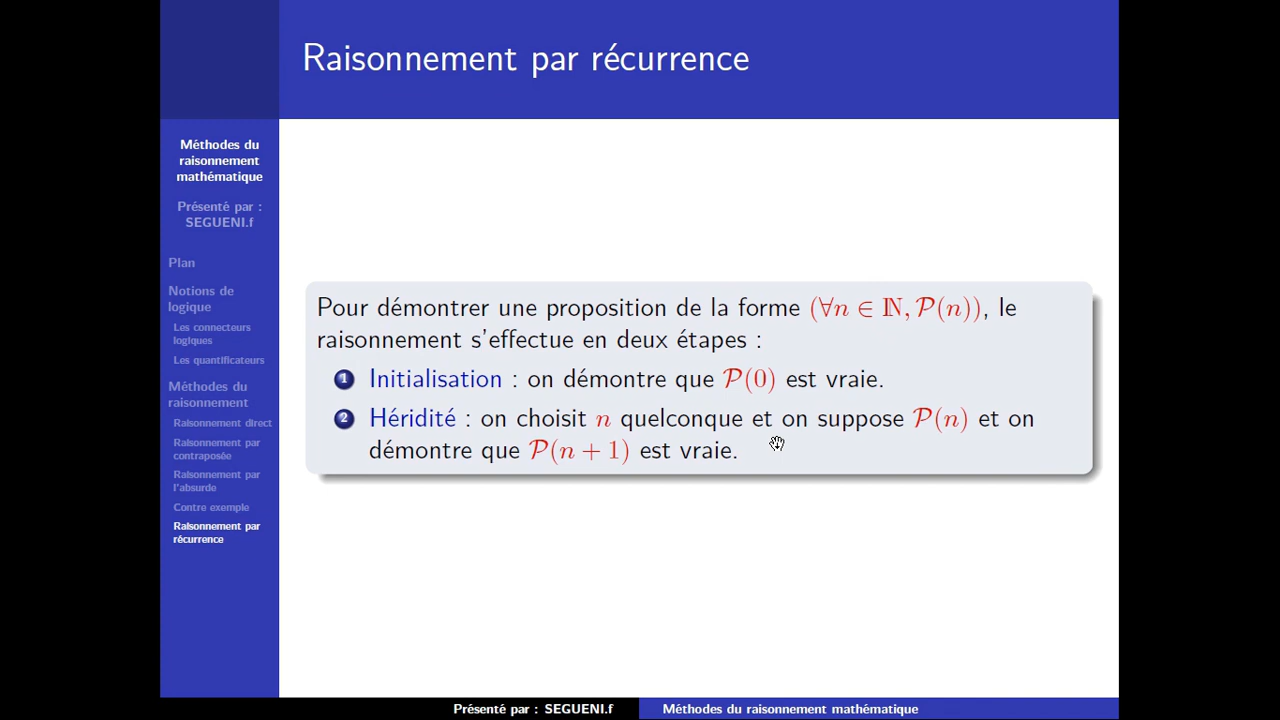 Raisonnement par récurrence
Méthodes du
raisonnement
mathématique
Présenté par :
SEGUENI.f
Plan
Notions de
logique
Les connecteurs
logiques
Les quantificateurs
Méthodes du
raisonnement
Raisonnement direct
Raisonnement par
contraposée
Raisonnement par
l'absurde
Contre exemple
Raisonnement par
récurrence
Pour démontrer une proposition de la forme (∀n ∈ ℕ, P(n)), le
raisonnement s'effectue en deux étapes :
1 Initialisation : on démontre que P(0) est vraie.
2 Héridité : on choisit n quelconque et on suppose P(n) et on
démontre que P(n + 1) est vraie.
Présenté par : SEGUENI.f
Méthodes du raisonnement mathématique